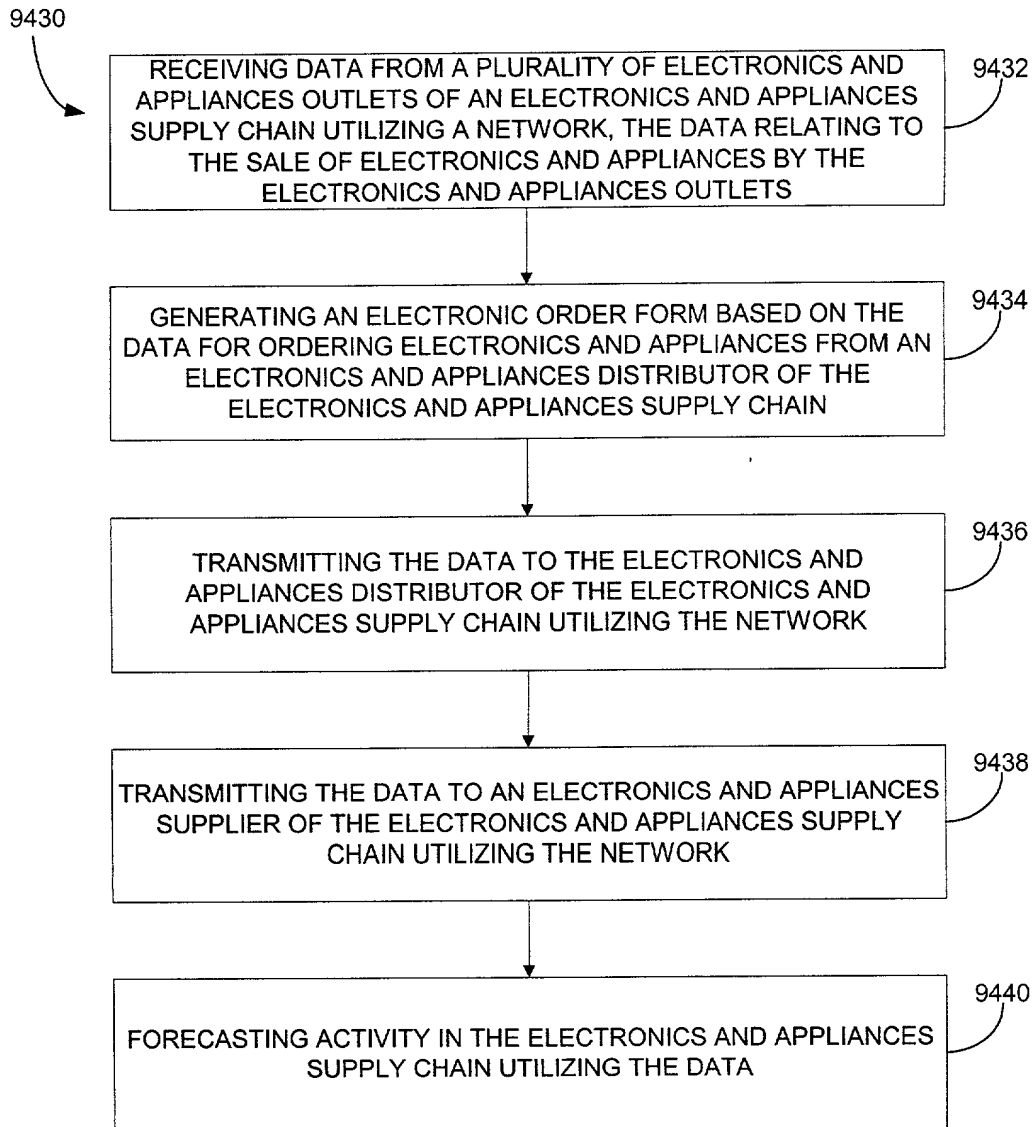 9430
RECEIVING DATA FROM A PLURALITY OF ELECTRONICS AND
APPLIANCES OUTLETS OF AN ELECTRONICS AND APPLIANCES
SUPPLY CHAIN UTILIZING A NETWORK, THE DATA RELATING TO
THE SALE OF ELECTRONICS AND APPLIANCES BY THE
ELECTRONICS AND APPLIANCES OUTLETS
9432
GENERATING AN ELECTRONIC ORDER FORM BASED ON THE
DATA FOR ORDERING ELECTRONICS AND APPLIANCES FROM AN
ELECTRONICS AND APPLIANCES DISTRIBUTOR OF THE
ELECTRONICS AND APPLIANCES SUPPLY CHAIN
9434
TRANSMITTING THE DATA TO THE ELECTRONICS AND
APPLIANCES DISTRIBUTOR OF THE ELECTRONICS AND
APPLIANCES SUPPLY CHAIN UTILIZING THE NETWORK
9436
TRANSMITTING THE DATA TO AN ELECTRONICS AND APPLIANCES
SUPPLIER OF THE ELECTRONICS AND APPLIANCES SUPPLY
CHAIN UTILIZING THE NETWORK
9438
FORECASTING ACTIVITY IN THE ELECTRONICS AND APPLIANCES
SUPPLY CHAIN UTILIZING THE DATA
9440